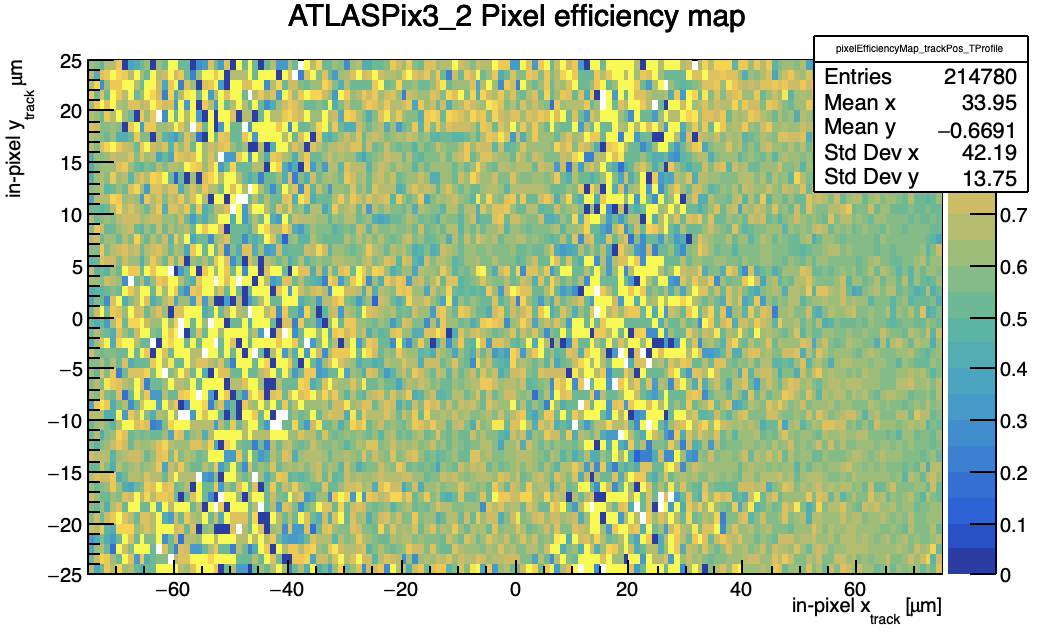 ATLASPix3_2 Pixel efficiency map
in-pixel y_track μm
25
20
15
10
5
0
−5
−10
−15
−20
−25
−60
−40
−20
0
20
40
60
in-pixel x_track [μm]
pixelEfficiencyMap_trackPos_TProfile
Entries 214780
Mean x 33.95
Mean y −0.6691
Std Dev x 42.19
Std Dev y 13.75
0.7
0.6
0.5
0.4
0.3
0.2
0.1
0